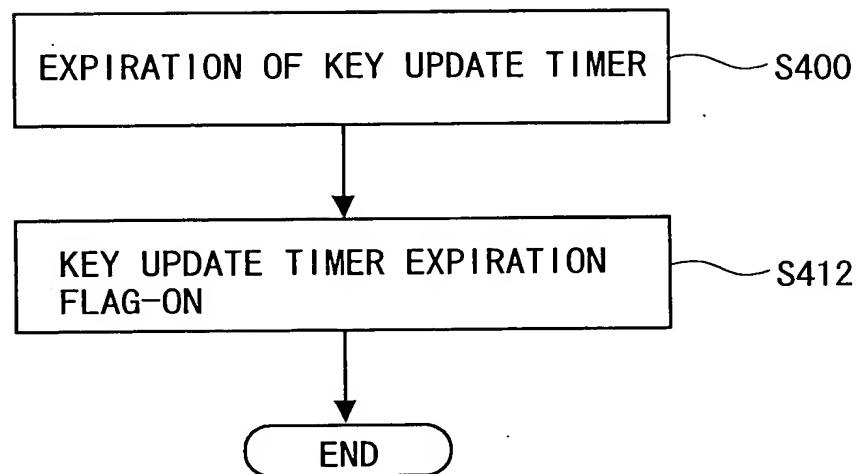 EXPIRATION OF KEY UPDATE TIMER
S400
KEY UPDATE TIMER EXPIRATION
FLAG-ON
S412
END